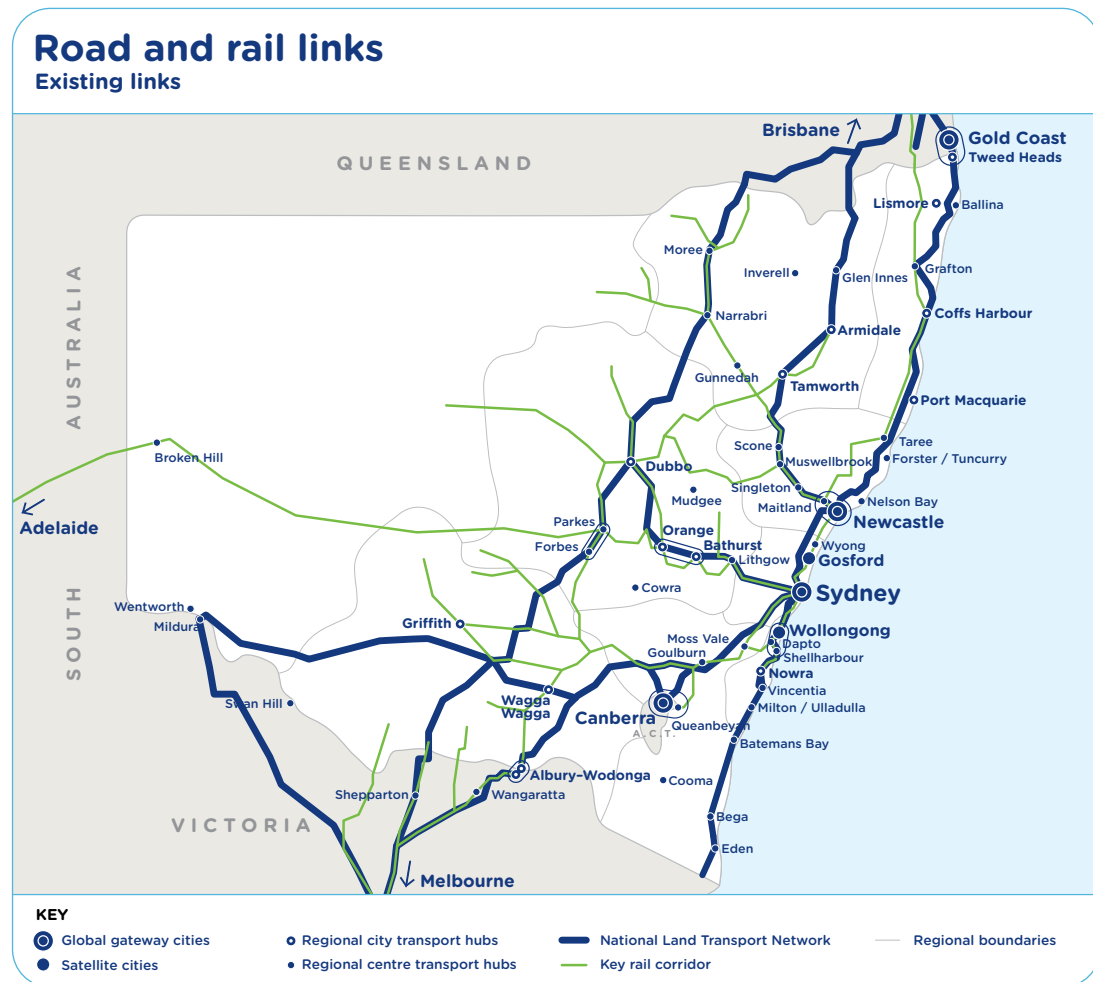 Road and rail links
Existing links
Brisbane
Gold Coast
Tweed Heads
QUEENSLAND
Lismore
Ballina
Moree
Inverell
Glen Innes
Grafton
AUSTRALIA
Narrabri
Coffs Harbour
Armidale
Gunnedah
Tamworth
Port Macquarie
Broken Hill
Scone
Taree
Dubbo
Muswellbrook
Forster / Tuncurry
Mudgee
Singleton
Maitland
Nelson Bay
Adelaide
Parkes
Newcastle
Orange
Forbes
Bathurst
Wyong
Lithgow
Gosford
Cowra
Sydney
SOUTH
Wentworth
Mildura
Griffith
Wollongong
Moss Vale
Dapto
Goulburn
Shellharbour
Nowra
Swan Hill
Wagga
Wagga
Vincentia
Canberra
Milton / Ulladulla
Queanbeyan
A.C.T.
Batemans Bay
Albury–Wodonga
Cooma
Shepparton
Wangaratta
VICTORIA
Bega
Eden
Melbourne
KEY
Global gateway cities
Regional city transport hubs
National Land Transport Network
Regional boundaries
Satellite cities
Regional centre transport hubs
Key rail corridor